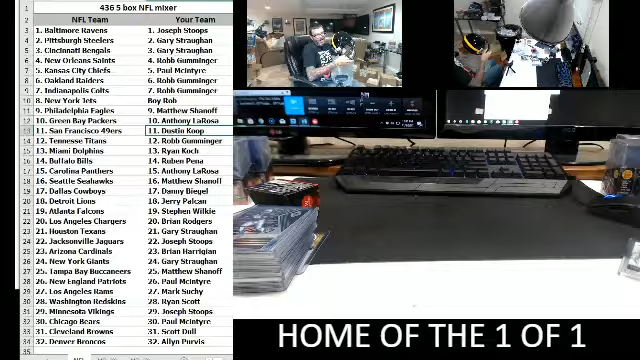 436 5 box NFL mixer
NFL Team Your Team
1. Baltimore Ravens 1. Joseph Stoops
2. Pittsburgh Steelers 2. Gary Straughan
3. Cincinnati Bengals 3. Gary Straughan
4. New Orleans Saints 4. Robb Gumminger
5. Kansas City Chiefs 5. Paul McIntyre
6. Oakland Raiders 6. Robb Gumminger
7. Indianapolis Colts 7. Robb Gumminger
8. New York Jets Boy Rob
9. Philadelphia Eagles 9. Matthew Shanoff
10. Green Bay Packers 10. Anthony LaRosa
11. San Francisco 49ers 11. Dustin Koop
12. Tennesse Titans 12. Robb Gumminger
13. Miami Dolphins 13. Ryan Koch
14. Buffalo Bills 14. Ruben Pena
15. Carolina Panthers 15. Anthony LaRosa
16. Seattle Seahawks 16. Matthew Shanoff
17. Dallas Cowboys 17. Danny Biegel
18. Detroit Lions 18. Jerry Palcan
19. Atlanta Falcons 19. Stephen Wilkie
20. Los Angeles Chargers 20. Brian Rodgers
21. Houston Texans 21. Gary Straughan
22. Jacksonville Jaguars 22. Joseph Stoops
23. Arizona Cardinals 23. Brian Harrigian
24. New York Giants 24. Gary Straughan
25. Tampa Bay Buccaneers 25. Matthew Shanoff
26. New England Patriots 26. Paul McIntyre
27. Los Angeles Rams 27. Mark Suchy
28. Washington Redskins 28. Ryan Scott
29. Minnesota Vikings 29. Joseph Stoops
30. Chicago Bears 30. Paul McIntyre
31. Cleveland Browns 31. Scott Dull
32. Denver Broncos 32. Allyn Purvis
HOME OF THE 1 OF 1